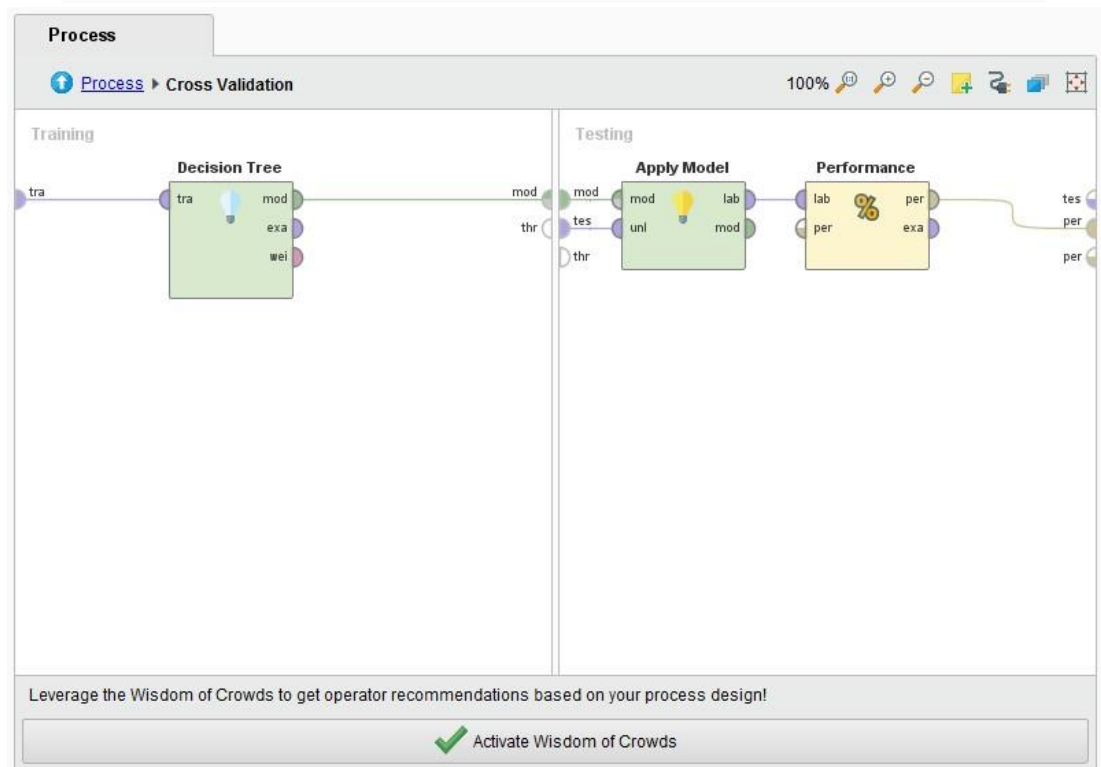 Process
Process ▸ Cross Validation 100%
Training
Testing
Decision Tree
Apply Model
Performance
tra
tra
mod
exa
wei
mod
thr
mod
tes
thr
mod
unl
lab
mod
lab
per
per
exa
tes
per
per
Leverage the Wisdom of Crowds to get operator recommendations based on your process design!
Activate Wisdom of Crowds